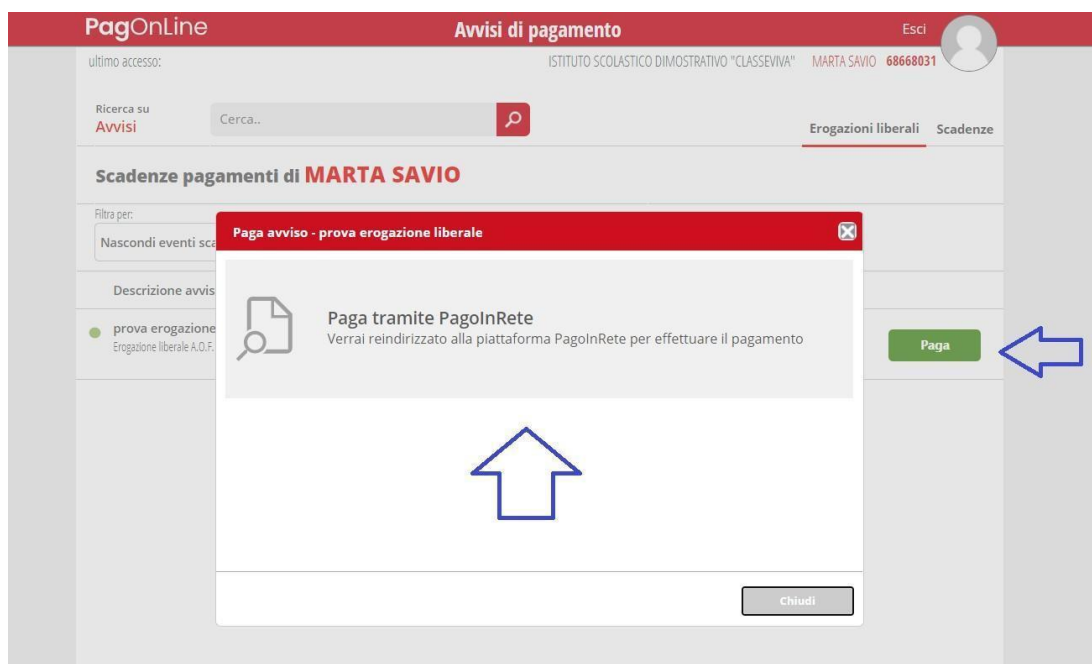 PagOnLine
Avvisi di pagamento
Esci
ultimo accesso:
ISTITUTO SCOLASTICO DIMOSTRATIVO "CLASSEVIVA" MARTA SAVIO 68668031
Ricerca su
Avvisi
Cerca..
Erogazioni liberali Scadenze
Scadenze pagamenti di MARTA SAVIO
Filtra per:
Nascondi eventi sca
Paga avviso - prova erogazione liberale
Descrizione avvis
Paga tramite PagoInRete
Verrai reindirizzato alla piattaforma PagoInRete per effettuare il pagamento
prova erogazione
Erogazione liberale A.O.F.
Paga
Chiudi